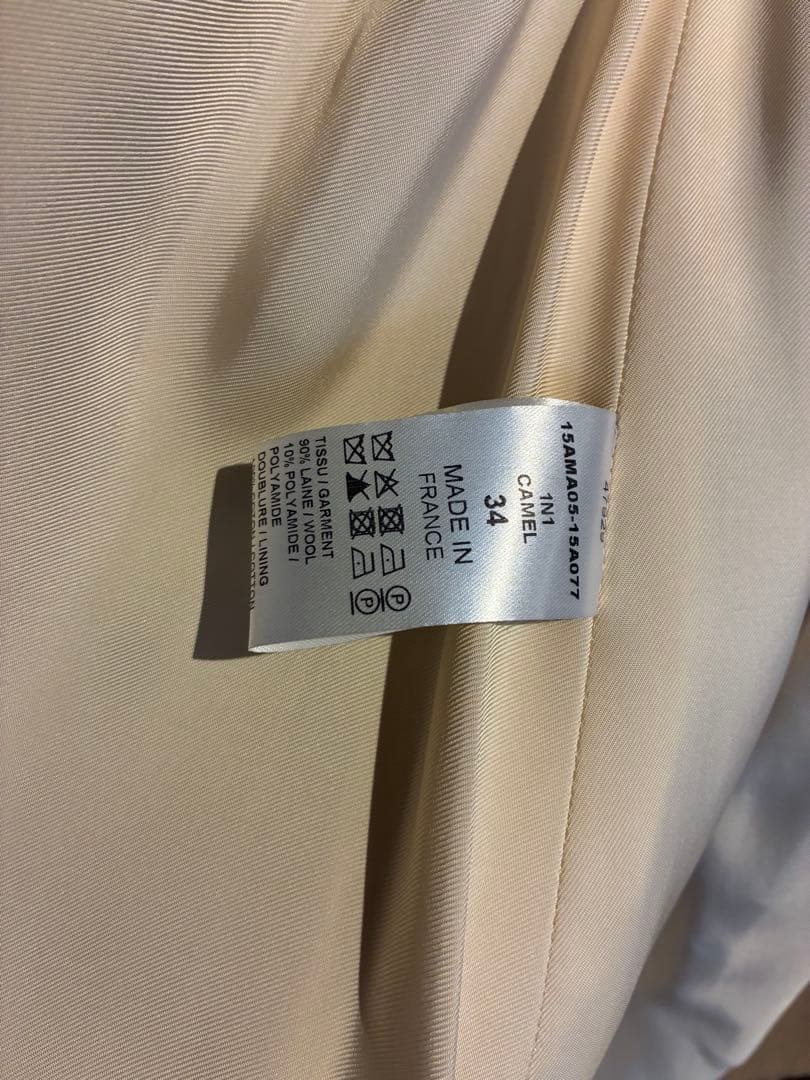 15AMA05-15A077
1N1
CAMEL
34
MADE IN
FRANCE
P
P
TISSU / GARMENT
90% LAINE / WOOL
10% POLYAMIDE /
POLYAMIDE
DOUBLURE / LINING